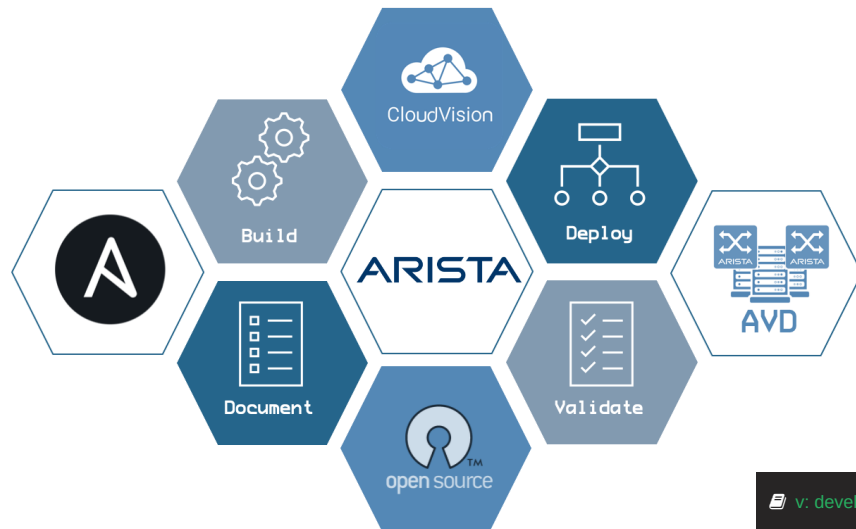 CloudVision
Build
Deploy
ARISTA
ARISTA ARISTA
AVD
Document
Validate
TM
open source
v: devel